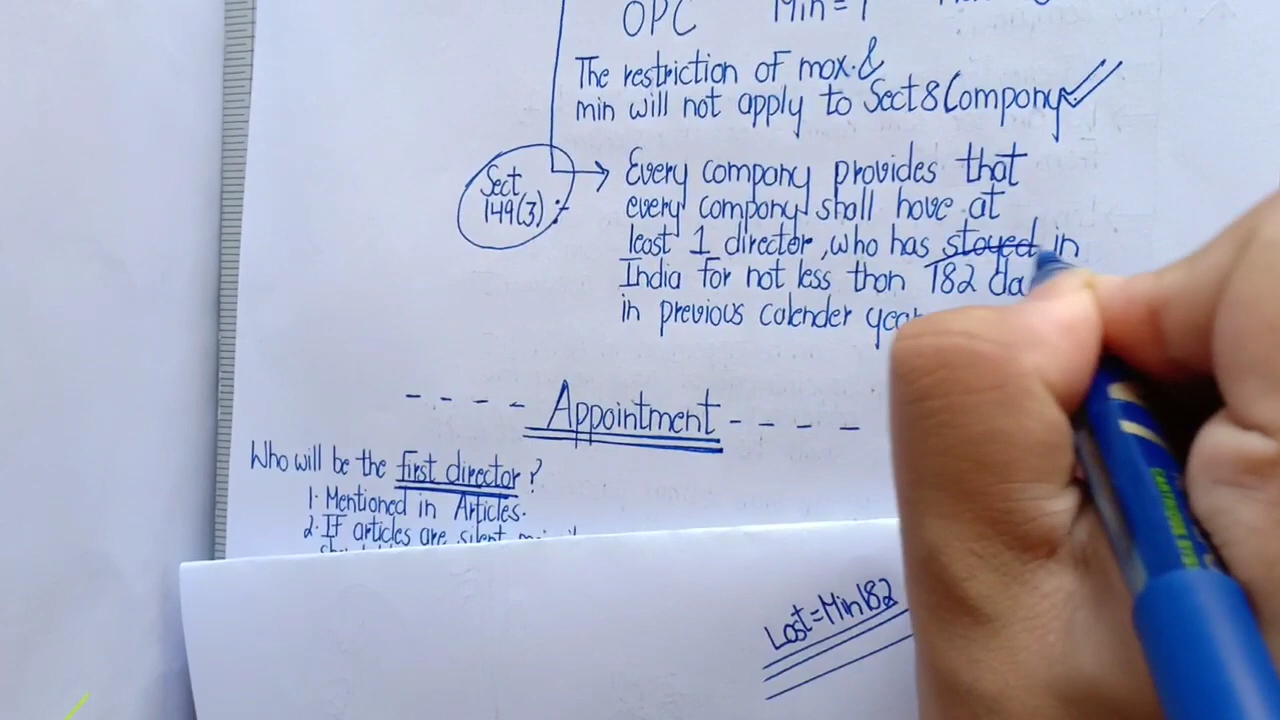 OPC Min = 1
The restriction of max. &
min will not apply to Sect 8 Company
Sect
149(3) :-
Every company provides that
every company shall have at
least 1 director, who has stayed in
India for not less than 182 da
in previous calender year
- - - - Appointment - - - -
Who will be the first director ?
1. Mentioned in Articles.
2. If articles are silent
Last = Min 182